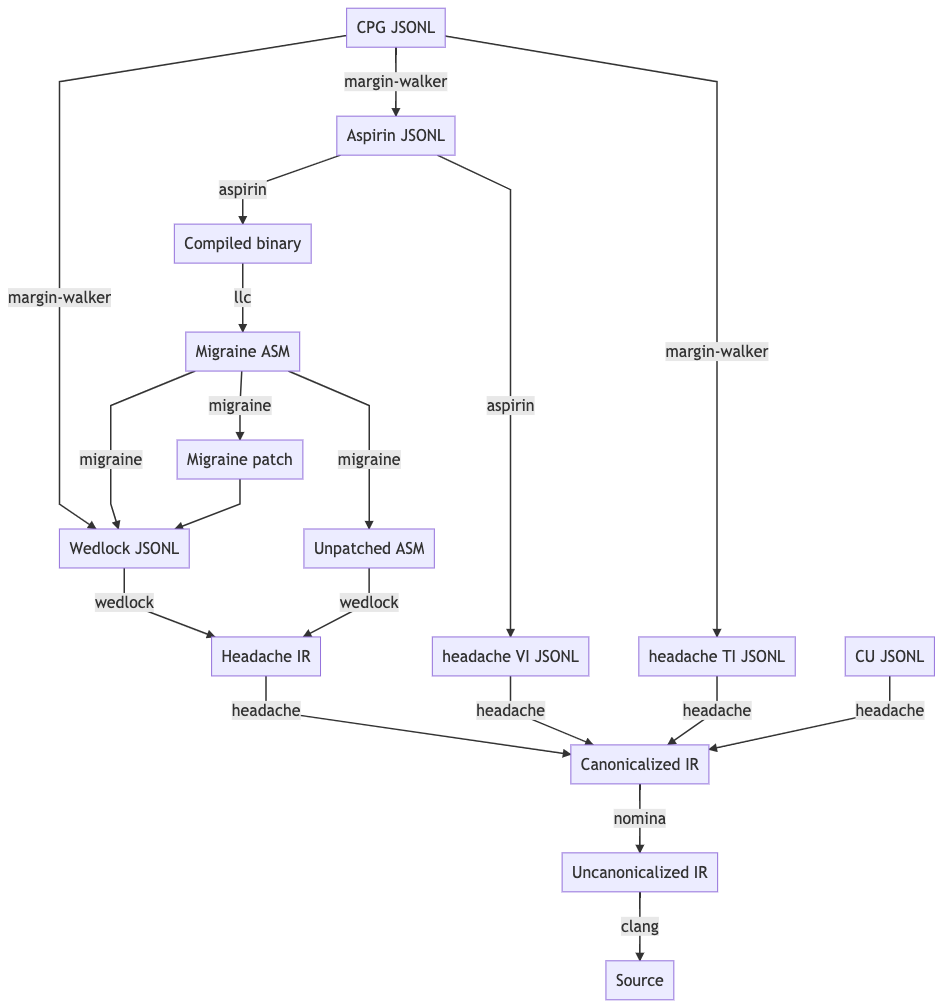 CPG JSONL
margin-walker
Aspirin JSONL
aspirin
Compiled binary
margin-walker
llc
Migraine ASM
margin-walker
migraine
aspirin
migraine
Migraine patch
migraine
Wedlock JSONL
Unpatched ASM
wedlock
wedlock
Headache IR
headache VI JSONL
headache TI JSONL
CU JSONL
headache
headache
headache
headache
Canonicalized IR
nomina
Uncanonicalized IR
clang
Source